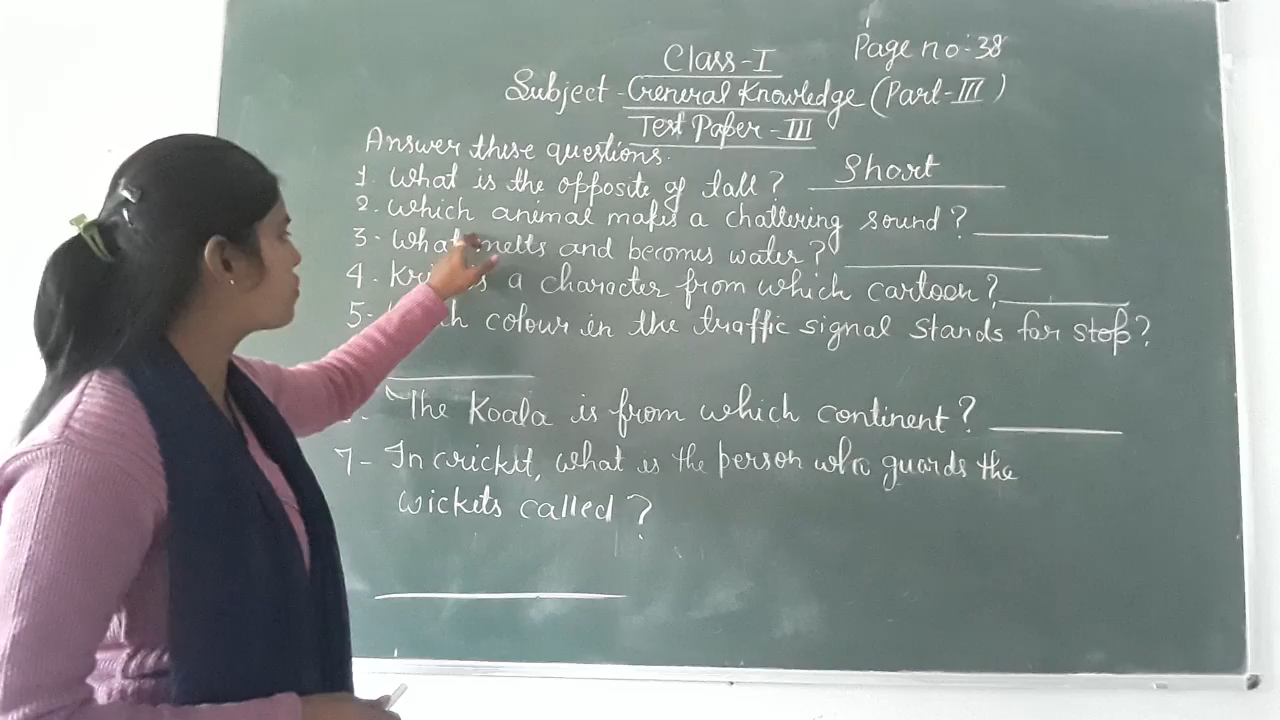 Class-I
Page no:38
Subject - General Knowledge (Part-III)
Test Paper-III
Answer these questions.
1. What is the opposite of tall? Short
2- Which animal makes a chattering sound?
3- What melts and becomes water?
4. is a character from which cartoon?
5- colour in the traffic signal stands for stop?
The Koala is from which continent?
7- In cricket, what is the person who guards the
wickets called?